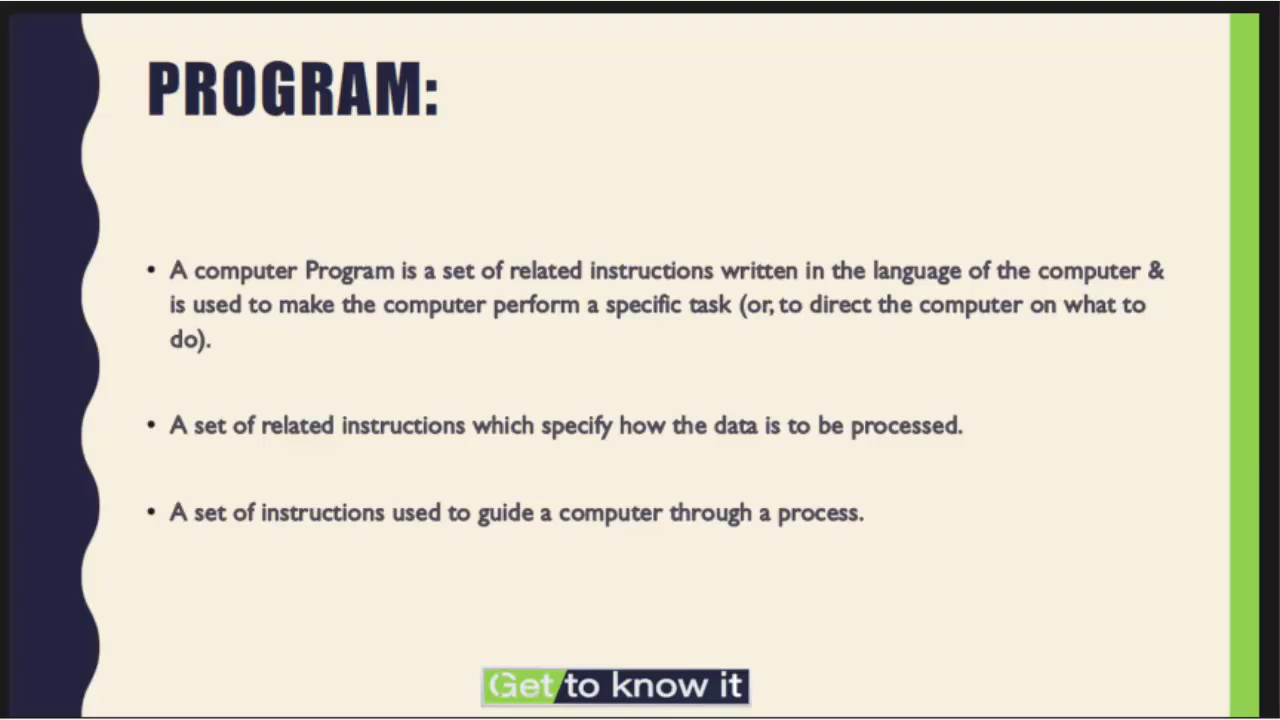 PROGRAM:
• A computer Program is a set of related instructions written in the language of the computer &
is used to make the computer perform a specific task (or, to direct the computer on what to
do).
• A set of related instructions which specify how the data is to be processed.
• A set of instructions used to guide a computer through a process.
Get to know it